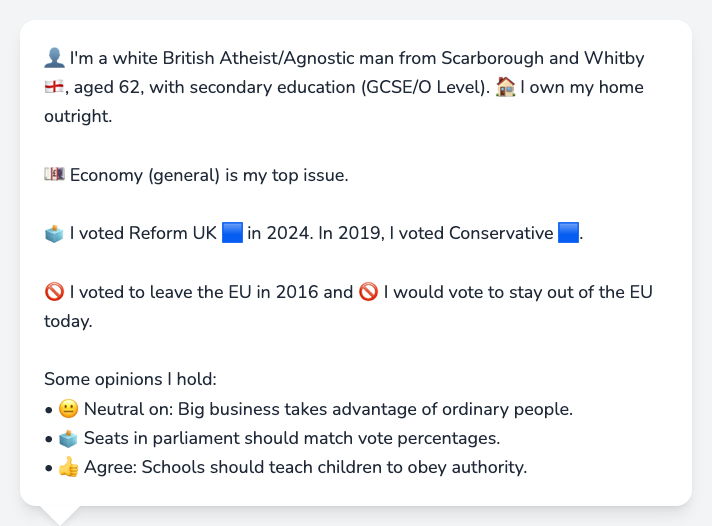 👤 I'm a white British Atheist/Agnostic man from Scarborough and Whitby
🏴󠁧󠁢󠁥󠁮󠁧󠁿, aged 62, with secondary education (GCSE/O Level). 🏠 I own my home
outright.
💷 Economy (general) is my top issue.
🗳️ I voted Reform UK 🟦 in 2024. In 2019, I voted Conservative 🟦.
🚫 I voted to leave the EU in 2016 and 🚫 I would vote to stay out of the EU
today.
Some opinions I hold:
• 😐 Neutral on: Big business takes advantage of ordinary people.
• 🗳️ Seats in parliament should match vote percentages.
• 👍 Agree: Schools should teach children to obey authority.